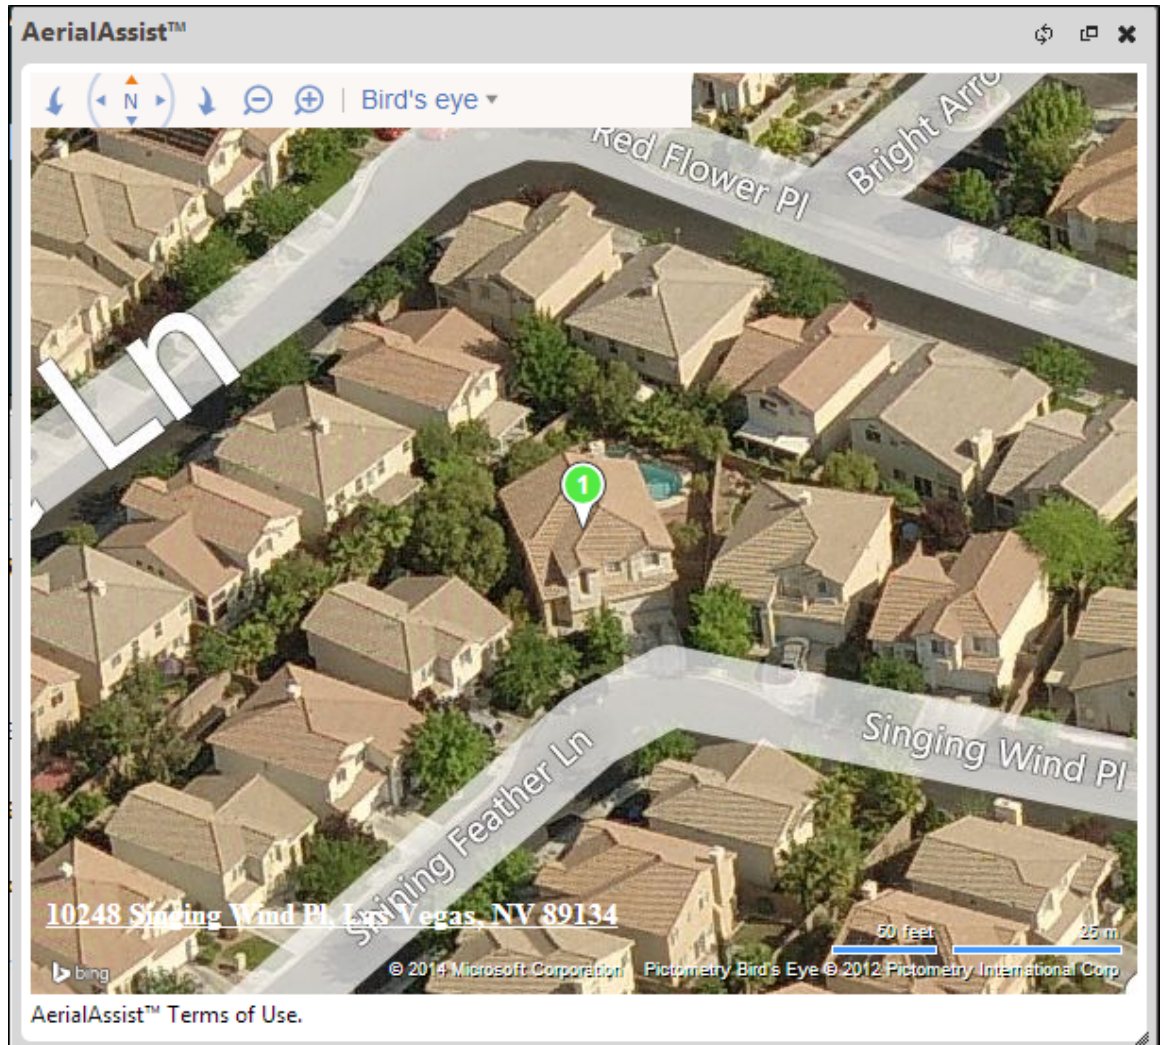 AerialAssist™
N
Bird's eye
Red Flower Pl
Bright Arro
Ln
1
Singing Wind Pl
Shining Feather Ln
10248 Singing Wind Pl, Las Vegas, NV 89134
50 feet 25 m
bing
© 2014 Microsoft Corporation Pictometry Bird's Eye © 2012 Pictometry International Corp
AerialAssist™ Terms of Use.